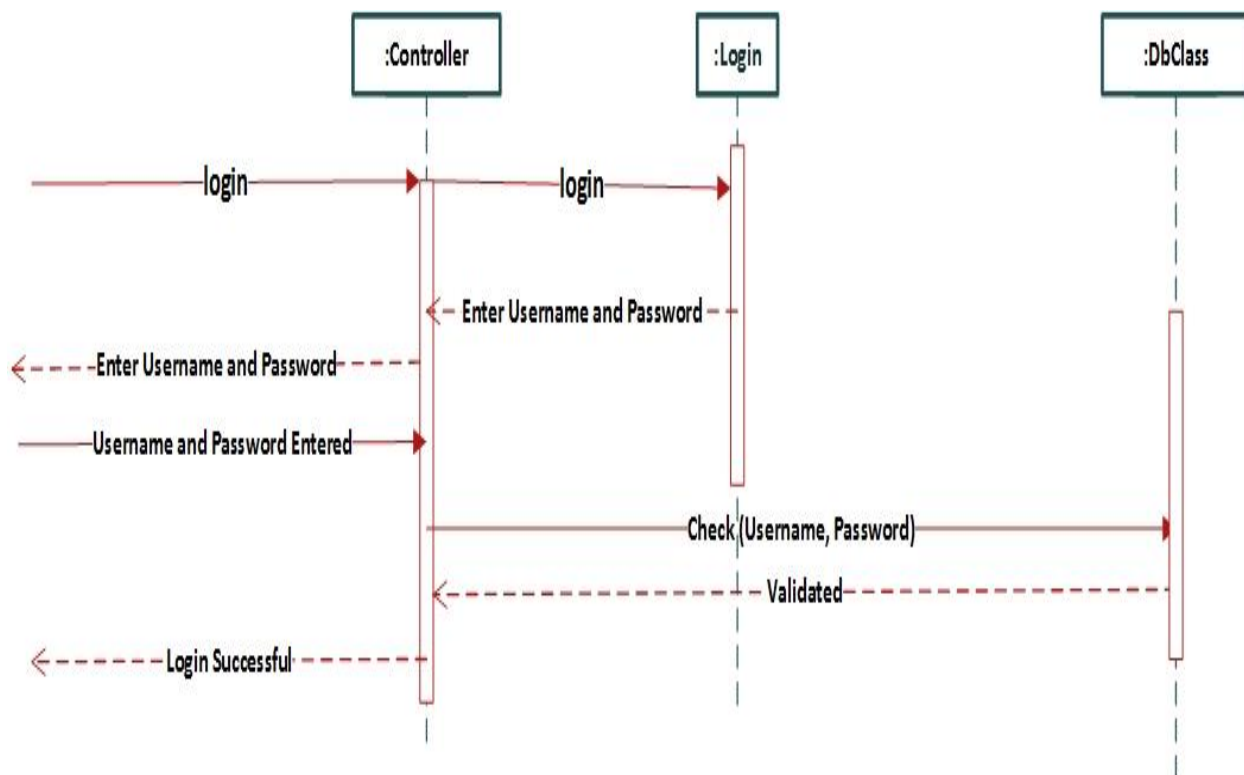 :Controller
:Login
:DbClass
login
login
Enter Username and Password
Enter Username and Password
Username and Password Entered
Check (Username, Password)
Validated
Login Successful